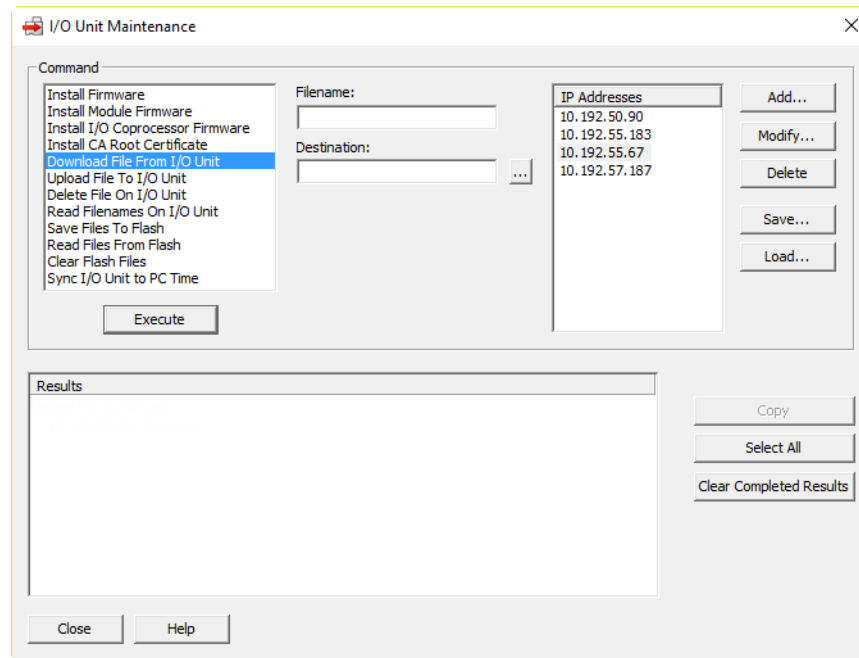 I/O Unit Maintenance
Command
Install Firmware
Install Module Firmware
Install I/O Coprocessor Firmware
Install CA Root Certificate
Download File From I/O Unit
Upload File To I/O Unit
Delete File On I/O Unit
Read Filenames On I/O Unit
Save Files To Flash
Read Files From Flash
Clear Flash Files
Sync I/O Unit to PC Time
Execute
Filename:
Destination:
...
IP Addresses
10.192.50.90
10.192.55.183
10.192.55.67
10.192.57.187
Add...
Modify...
Delete
Save...
Load...
Results
Copy
Select All
Clear Completed Results
Close
Help